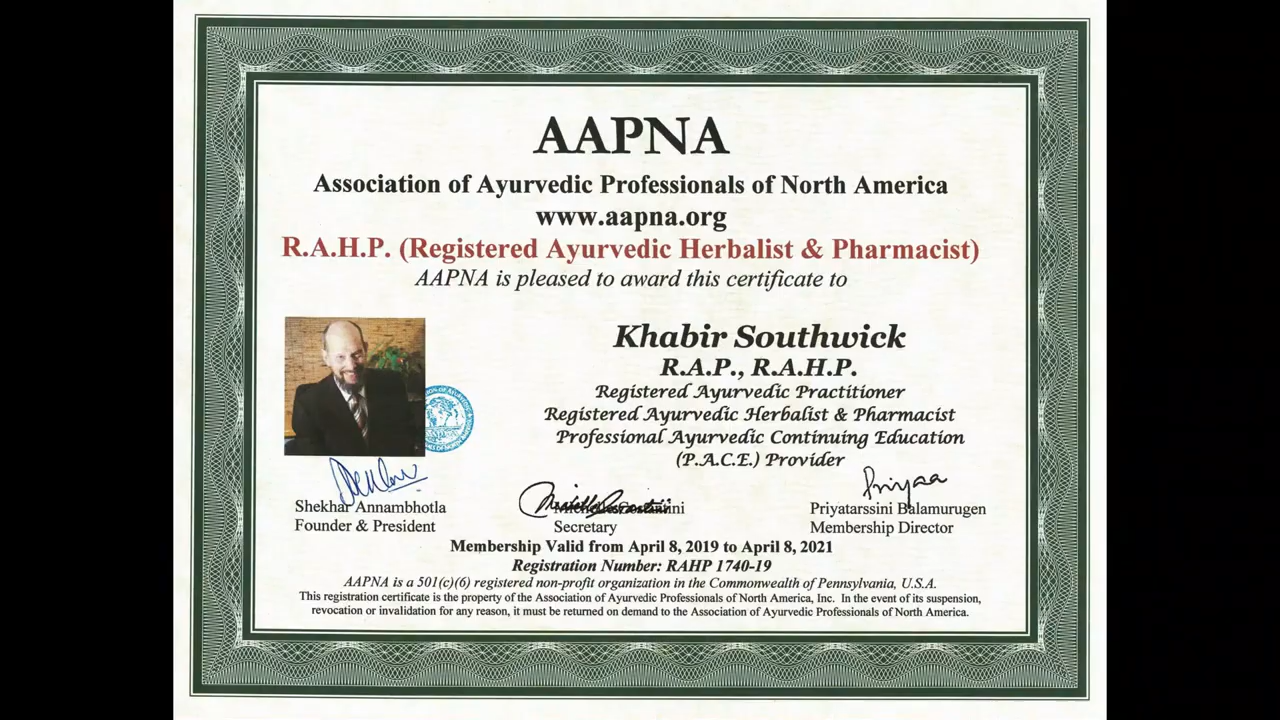 AAPNA
Association of Ayurvedic Professionals of North America
www.aapna.org
R.A.H.P. (Registered Ayurvedic Herbalist & Pharmacist)
AAPNA is pleased to award this certificate to
Khabir Southwick
R.A.P., R.A.H.P.
Registered Ayurvedic Practitioner
Registered Ayurvedic Herbalist & Pharmacist
Professional Ayurvedic Continuing Education
(P.A.C.E.) Provider
Priyaa
Shekhar Annambhotla
Founder & President
Secretary
Priyatarssini Balamurugen
Membership Director
Membership Valid from April 8, 2019 to April 8, 2021
Registration Number: RAHP 1740-19
AAPNA is a 501(c)(6) registered non-profit organization in the Commonwealth of Pennsylvania, U.S.A.
This registration certificate is the property of the Association of Ayurvedic Professionals of North America, Inc. In the event of its suspension,
revocation or invalidation for any reason, it must be returned on demand to the Association of Ayurvedic Professionals of North America.